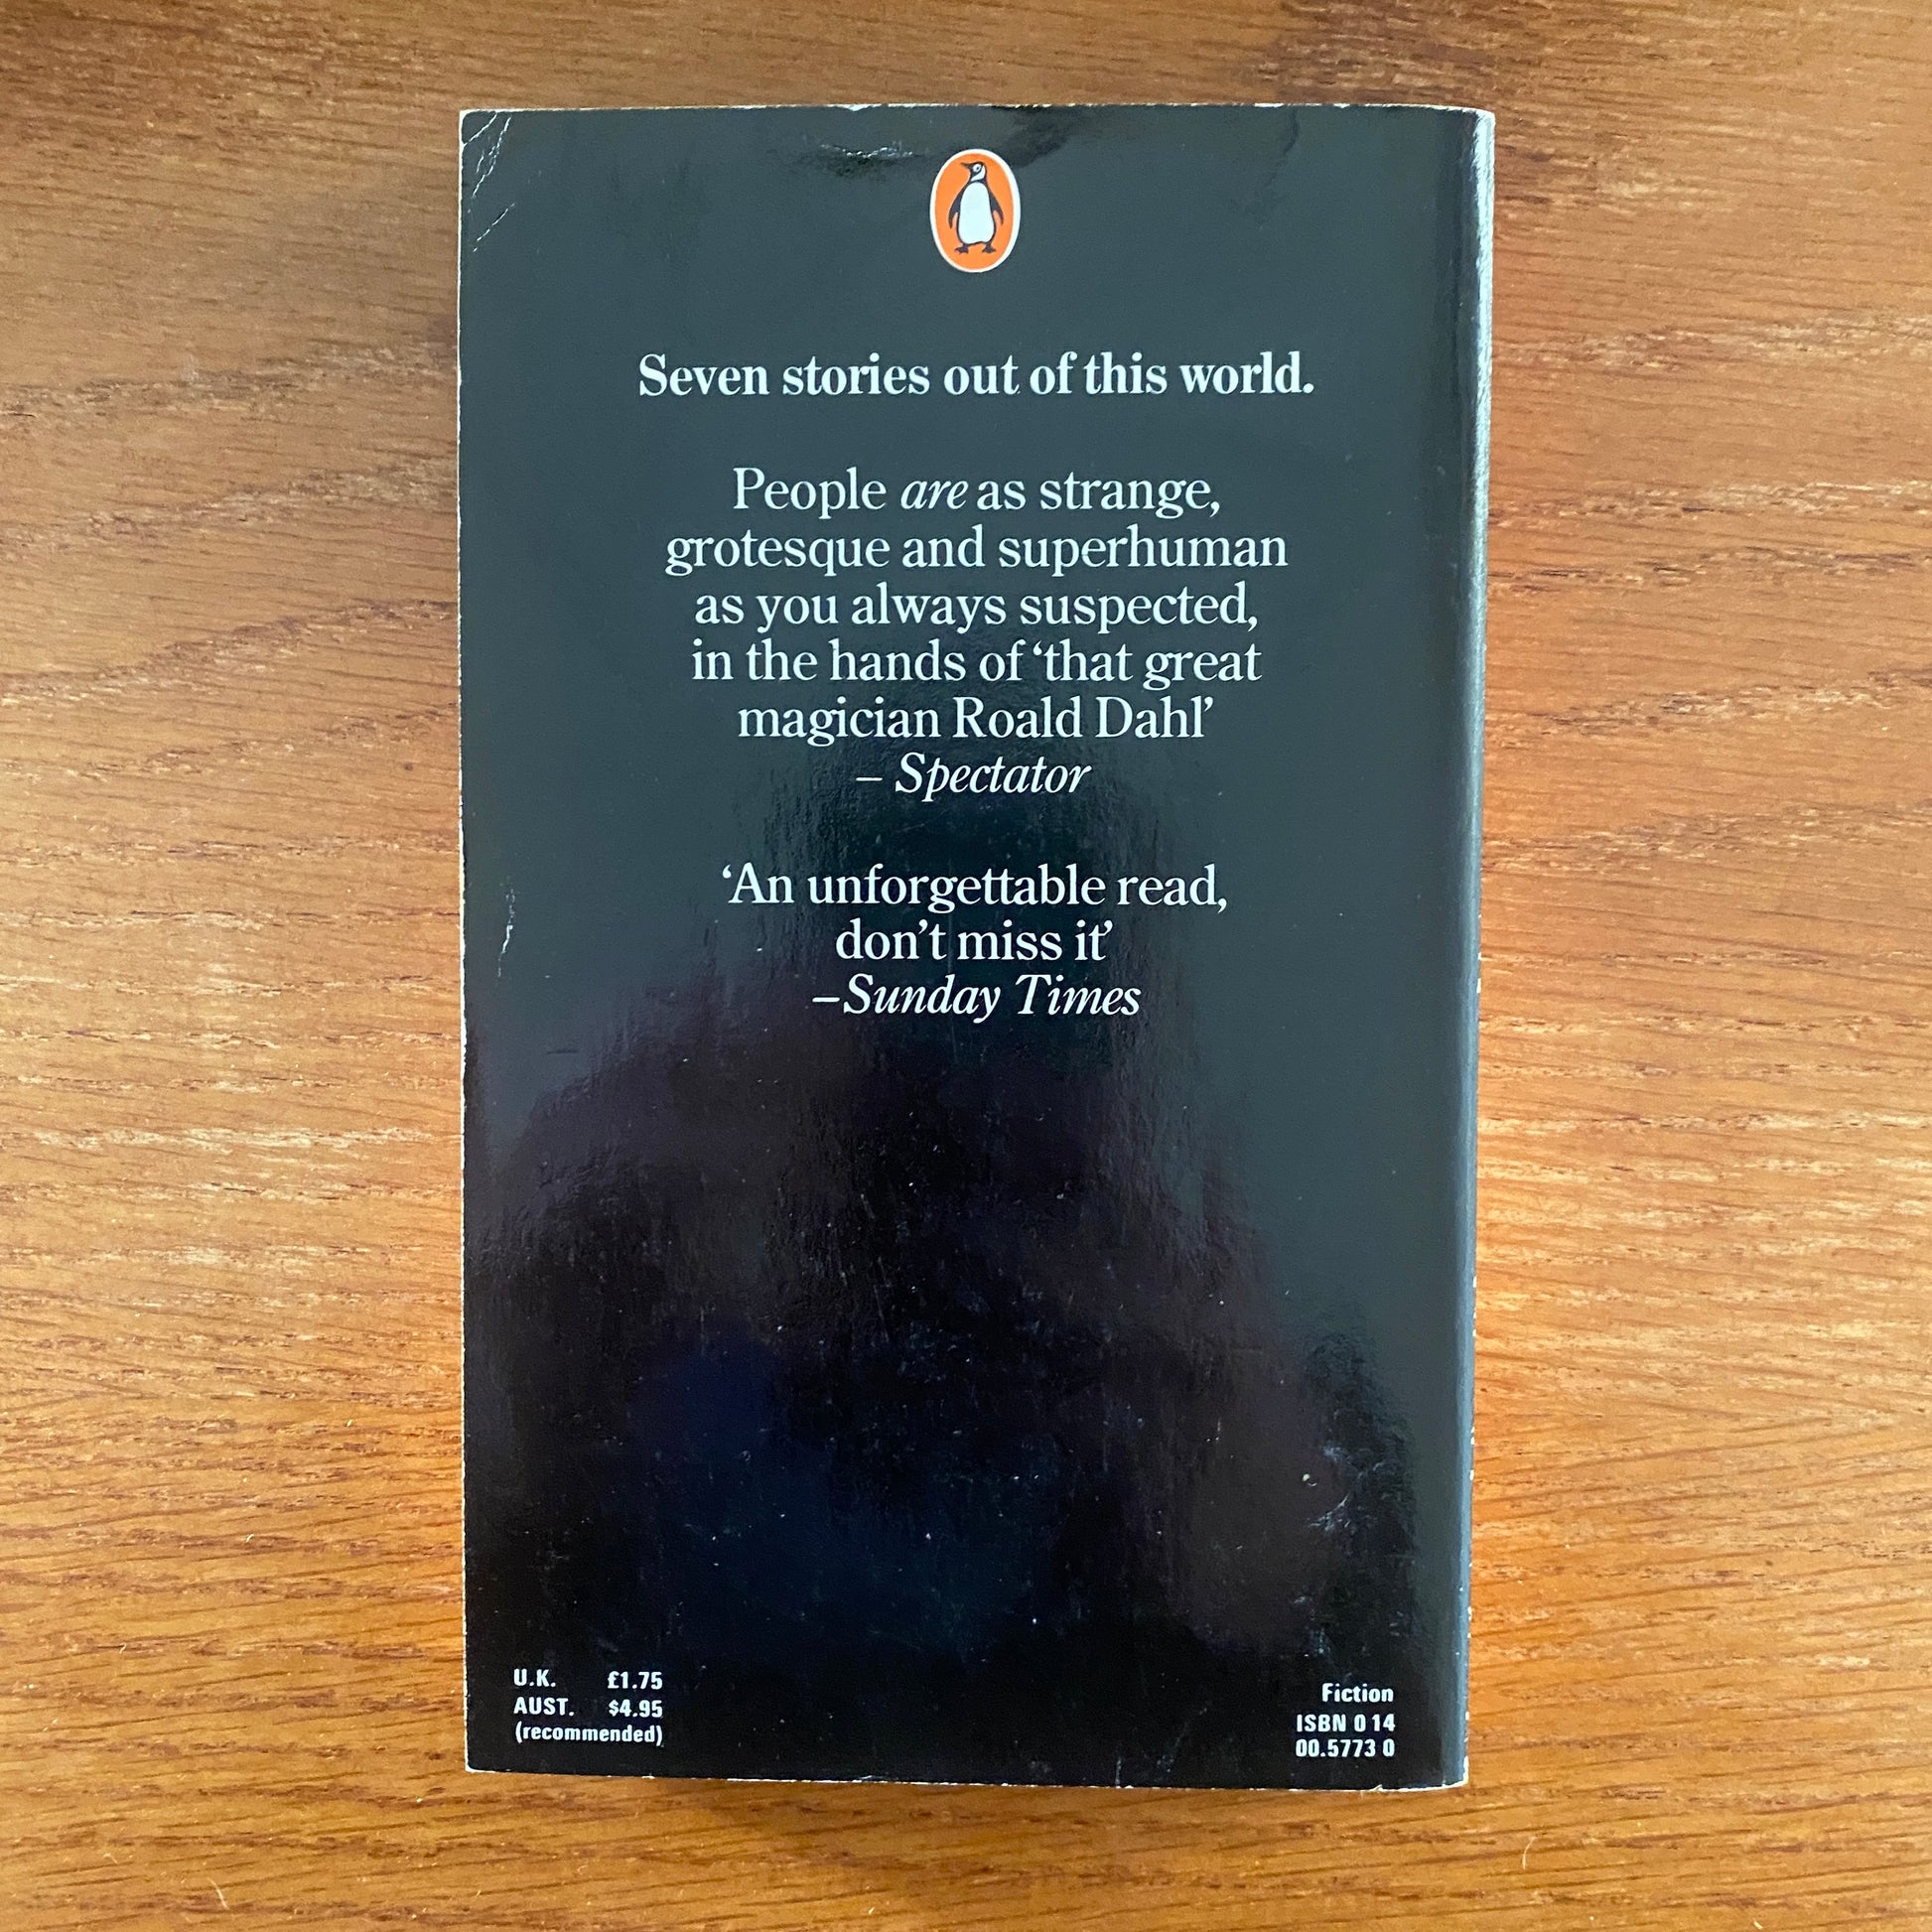 Seven stories out of this world.
People are as strange,
grotesque and superhuman
as you always suspected,
in the hands of ‘that great
magician Roald Dahl’
– Spectator
‘An unforgettable read,
don’t miss it’
–Sunday Times
U.K. £1.75
AUST. $4.95
(recommended)
Fiction
ISBN 0 14
00.5773 0